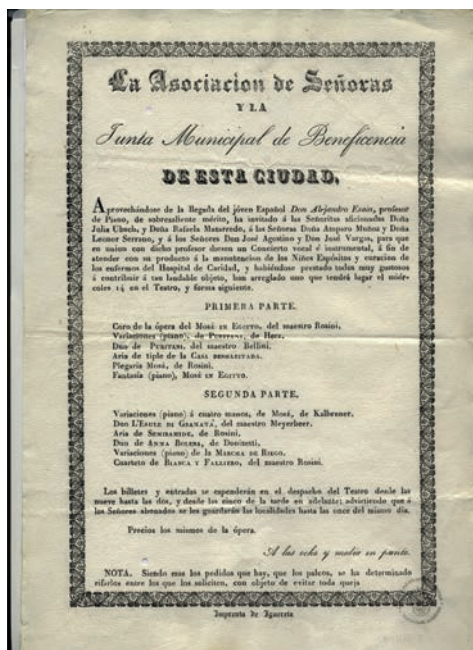 La Asociacion de Señoras
Y LA
Junta Municipal de Beneficencia
DE ESTA CIUDAD.
Aprovechándose de la llegada del jóven Español Don Alejandro Esain, profesor
de Piano, de sobresaliente mérito, ha invitado á las Señoritas aficionadas Doña
Julia Ubach, y Doña Rafaela Mazarredo, á las Señoras Doña Amparo Muñoz y Doña
Leonor Serrano, y á los Señores Don José Agostino y Don José Vargas, para que
en union con dicho profesor diesen un Concierto vocal é instrumental, á fin de
atender con su producto á la manutencion de los Niños Espósitos y curacion de
los enfermos del Hospital de Caridad, y habiéndose prestado todos muy gustosos
á contribuir á tan laudable objeto, han arreglado uno que tendrá lugar el miér-
coles 14 en el Teatro, y forma siguiente.
PRIMERA PARTE.
Coro de la ópera del Mosé en Egitto, del maestro Rosini.
Variaciones (piano), de Puritani, de Herz.
Duo de Puritani, del maestro Bellini.
Aria de tiple de la Casa deshabitada.
Plegaria Mosé, de Rosini.
Fantasía (piano), Mosé en Egitto.
SEGUNDA PARTE.
Variaciones (piano) á cuatro manos, de Mosé, de Kalbenner.
Don L'Esule di Granata, del maestro Meyerbeer.
Aria de Semiramide, de Rosini.
Duo de Anna Bolena, de Donizetti.
Variaciones (piano) de la Marcha de Riego.
Cuarteto de Bianca y Falliero, del maestro Rosini.
Los billetes y entradas se espenderán en el despacho del Teatro desde las
nueve hasta las dos, y desde las cinco de la tarde en adelante; advirtiendo que á
los Señores abonados se les guardarán las localidades hasta las once del mismo dia.
Precios los mismos de la ópera.
A las ocho y media en punto.
NOTA. Siendo mas los pedidos que hay, que los palcos, se ha determinado
rifarlos entre los que los soliciten, con objeto de evitar toda queja
Imprenta de Iguereta